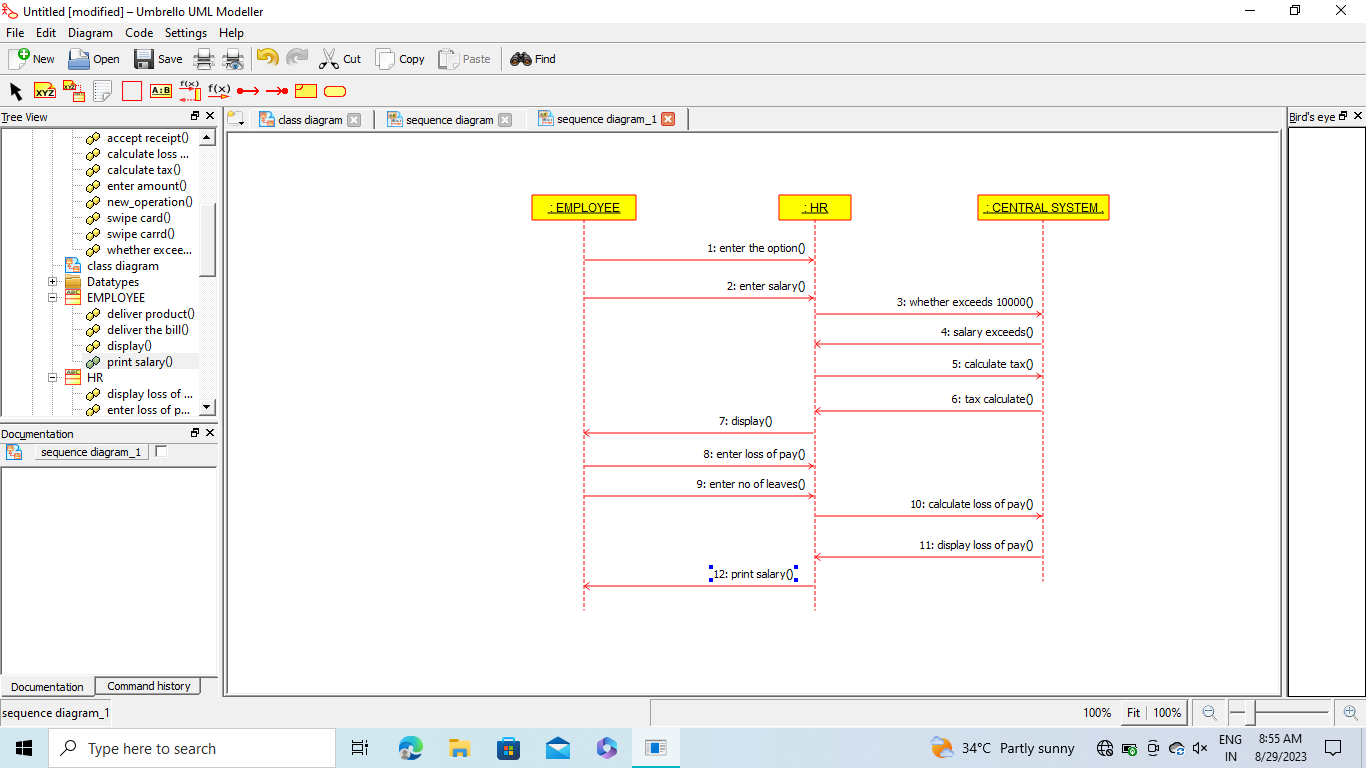 Untitled [modified] – Umbrello UML Modeller
File Edit Diagram Code Settings Help
New Open Save Cut Copy Paste Find
XYZ XYZ A:B f(x) f(x)
Tree View
class diagram
sequence diagram
sequence diagram_1
Bird's eye
accept receipt()
calculate loss ...
calculate tax()
enter amount()
new_operation()
swipe card()
swipe carrd()
whether excee...
class diagram
Datatypes
EMPLOYEE
deliver product()
deliver the bill()
display()
print salary()
HR
display loss of ...
enter loss of p...
Documentation
sequence diagram_1
Documentation
Command history
: EMPLOYEE
: HR
: CENTRAL SYSTEM .
1: enter the option()
2: enter salary()
3: whether exceeds 10000()
4: salary exceeds()
5: calculate tax()
6: tax calculate()
7: display()
8: enter loss of pay()
9: enter no of leaves()
10: calculate loss of pay()
11: display loss of pay()
12: print salary()
sequence diagram_1
100% Fit 100%
Type here to search
34°C Partly sunny
ENG
IN
8:55 AM
8/29/2023